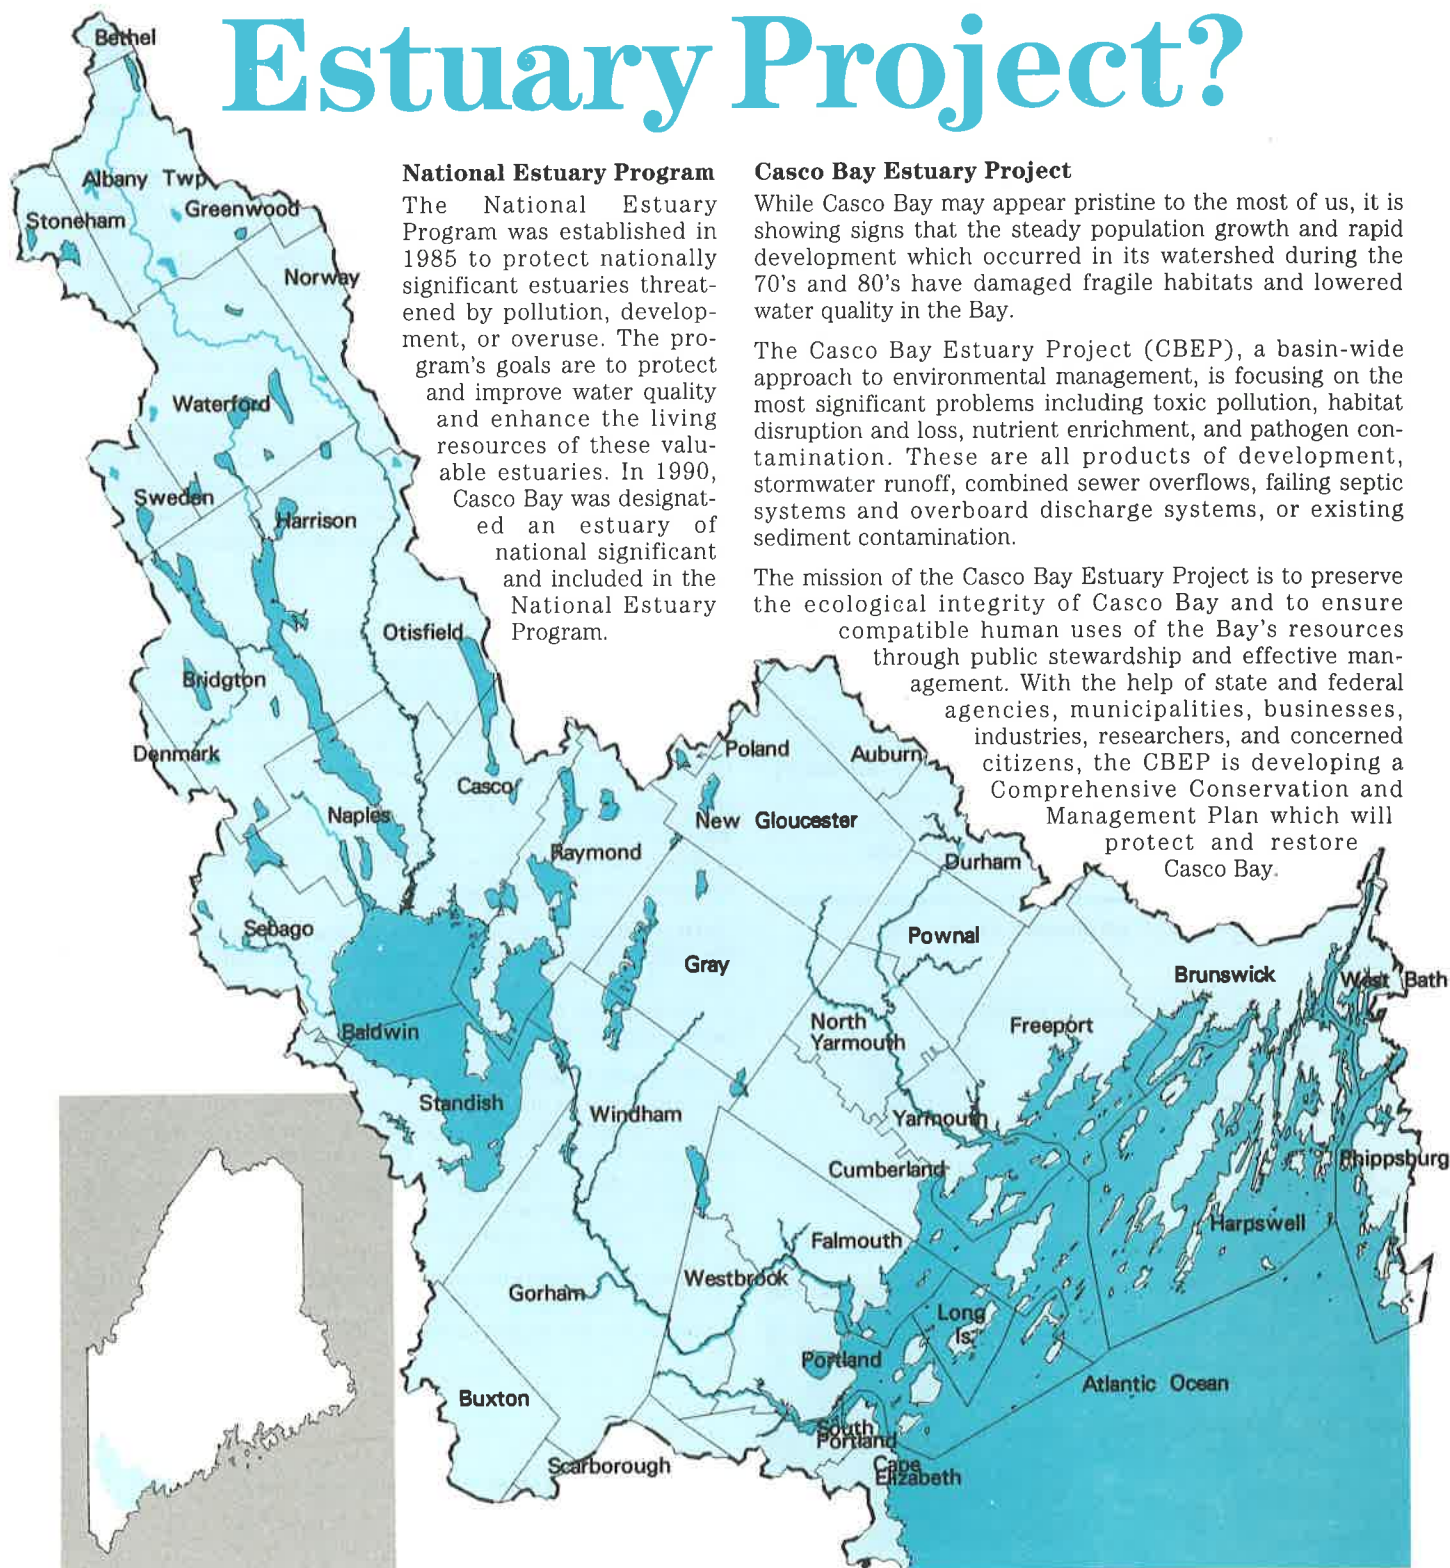 Estuary Project?
National Estuary Program
The National Estuary
Program was established in
1985 to protect nationally
significant estuaries threat-
ened by pollution, develop-
ment, or overuse. The pro-
gram's goals are to protect
and improve water quality
and enhance the living
resources of these valu-
able estuaries. In 1990,
Casco Bay was designat-
ed an estuary of
national significant
and included in the
National Estuary
Program.
Casco Bay Estuary Project
While Casco Bay may appear pristine to the most of us, it is
showing signs that the steady population growth and rapid
development which occurred in its watershed during the
70's and 80's have damaged fragile habitats and lowered
water quality in the Bay.
The Casco Bay Estuary Project (CBEP), a basin-wide
approach to environmental management, is focusing on the
most significant problems including toxic pollution, habitat
disruption and loss, nutrient enrichment, and pathogen con-
tamination. These are all products of development,
stormwater runoff, combined sewer overflows, failing septic
systems and overboard discharge systems, or existing
sediment contamination.
The mission of the Casco Bay Estuary Project is to preserve
the ecological integrity of Casco Bay and to ensure
compatible human uses of the Bay's resources
through public stewardship and effective man-
agement. With the help of state and federal
agencies, municipalities, businesses,
industries, researchers, and concerned
citizens, the CBEP is developing a
Comprehensive Conservation and
Management Plan which will
protect and restore
Casco Bay.
Bethel
Albany Twp
Stoneham
Greenwood
Norway
Waterford
Sweden
Harrison
Otisfield
Bridgton
Denmark
Casco
Poland
Auburn
Naples
New Gloucester
Raymond
Durham
Sebago
Pownal
Gray
Brunswick
West Bath
Baldwin
North
Yarmouth
Freeport
Standish
Windham
Yarmouth
Cumberland
Phippsburg
Harpswell
Falmouth
Gorham
Westbrook
Long
Is.
Portland
Atlantic Ocean
Buxton
South
Portland
Scarborough
Cape
Elizabeth